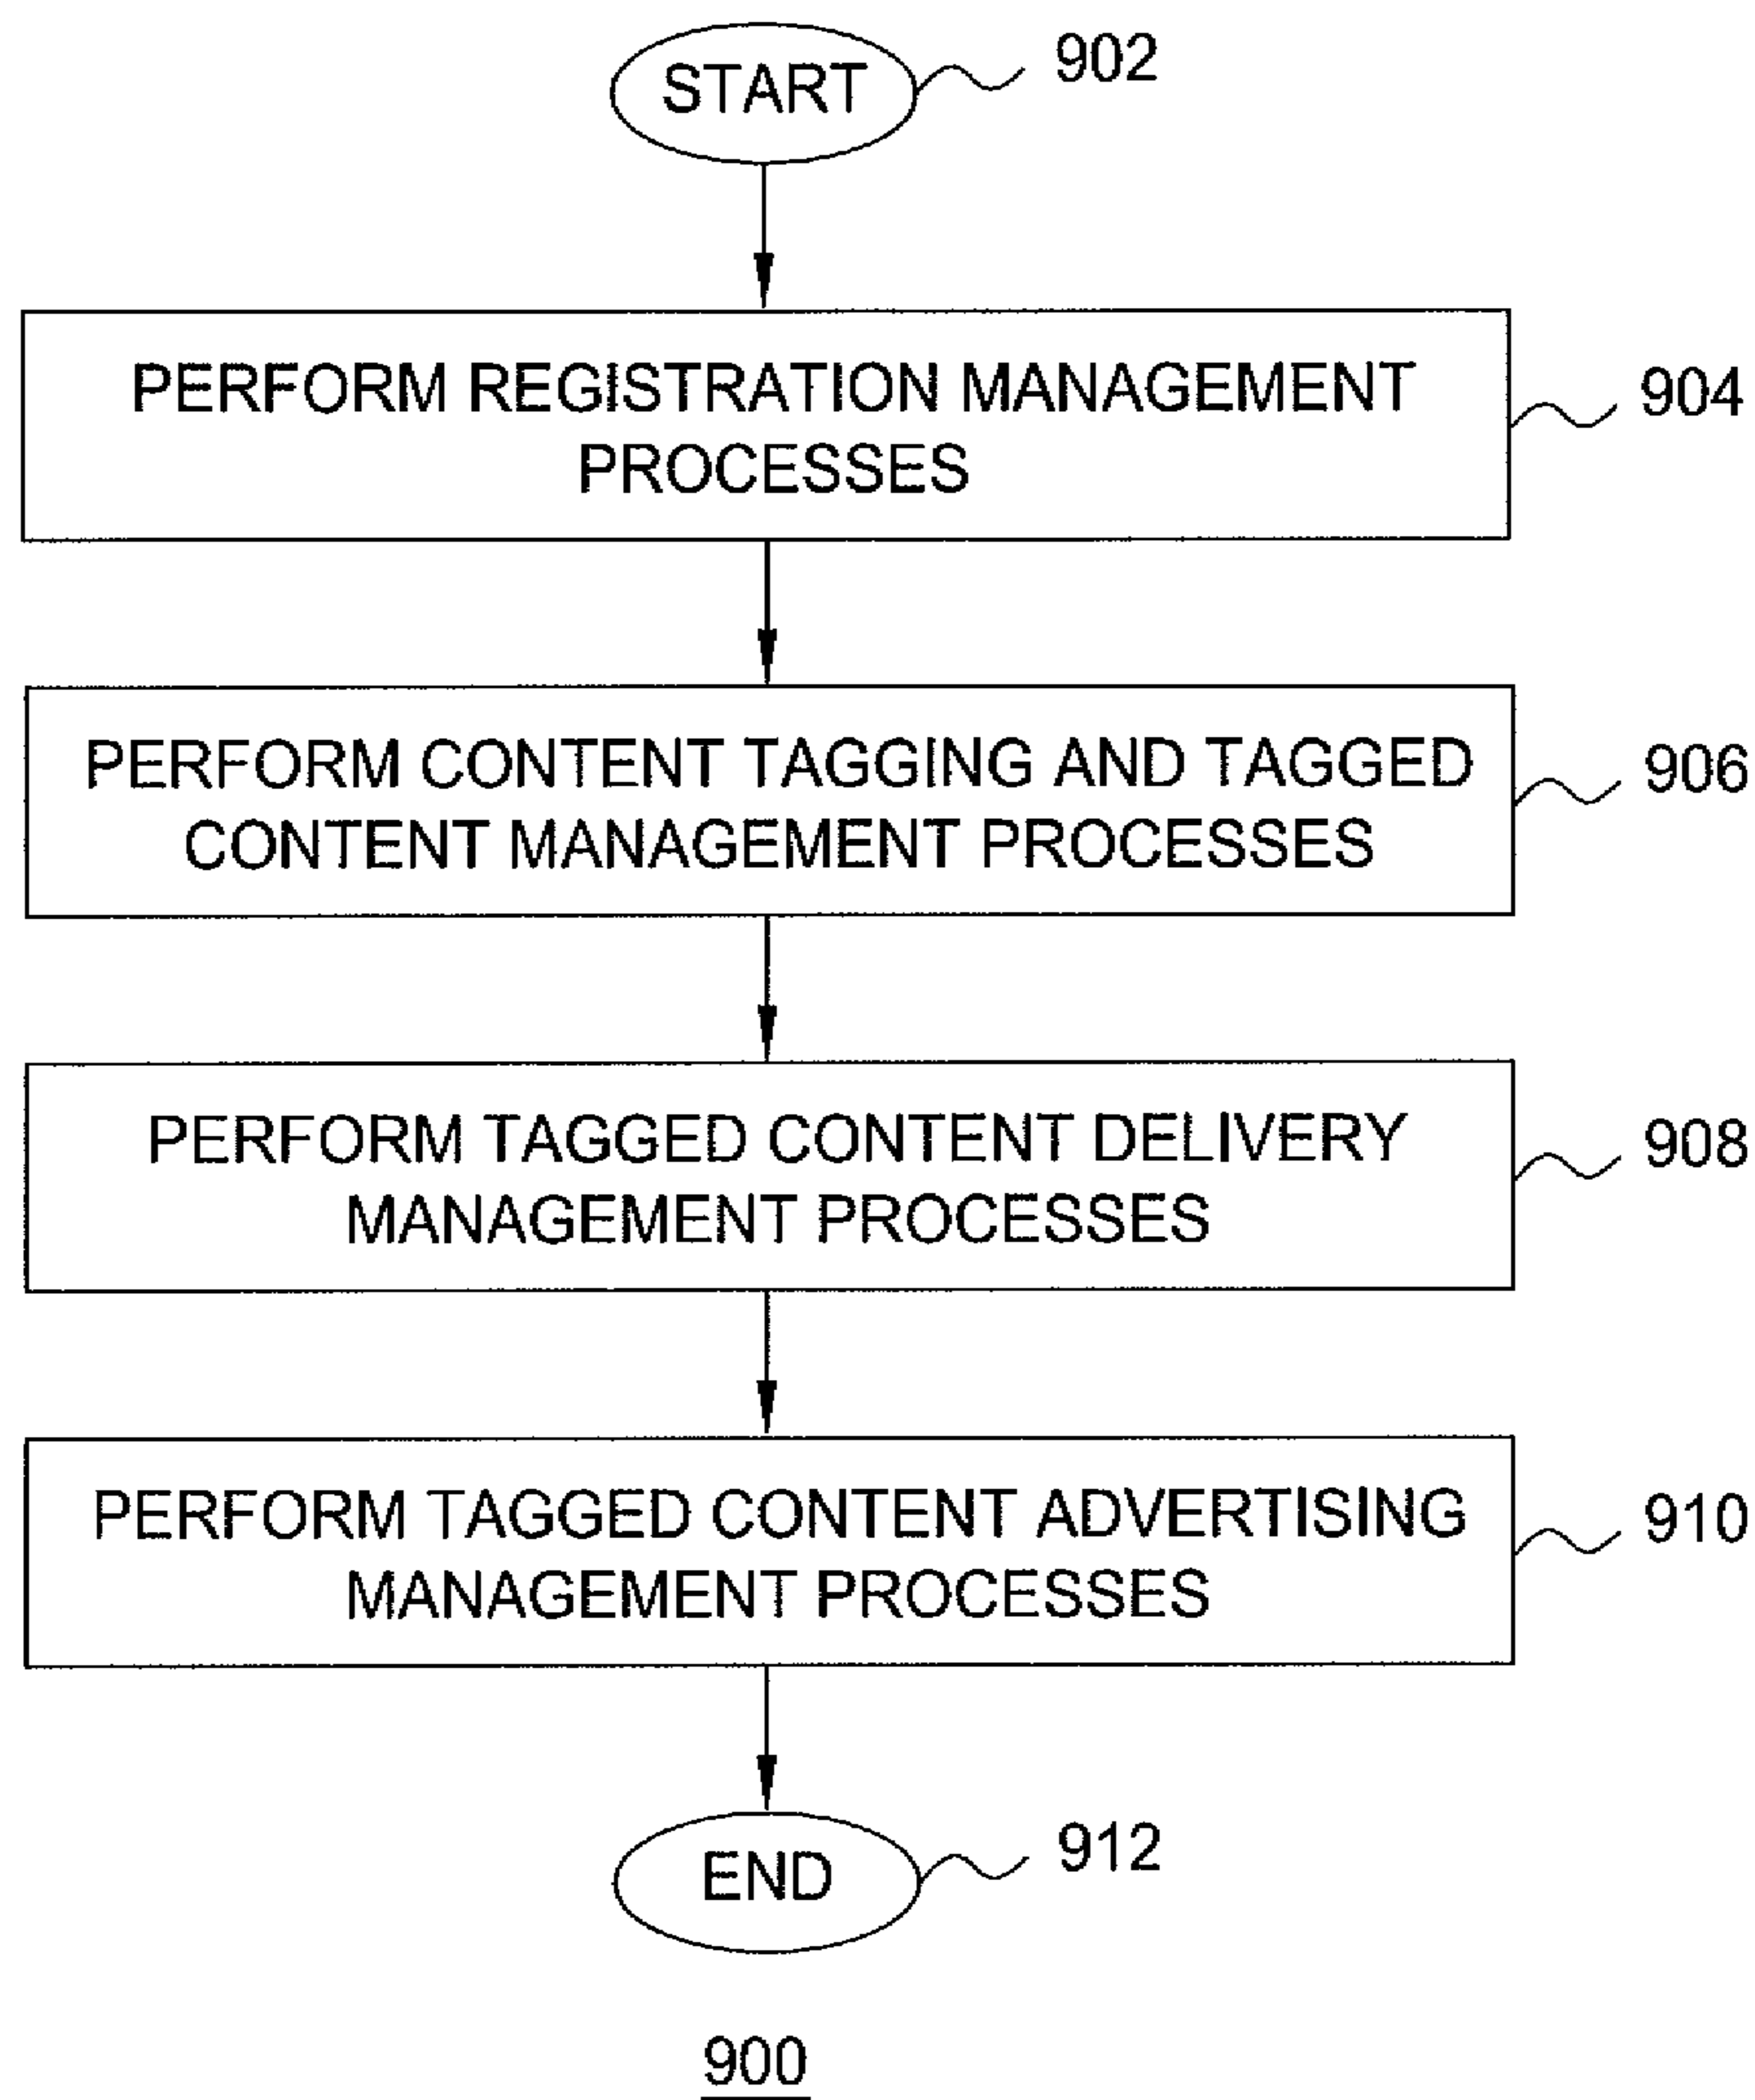 START
902
PERFORM REGISTRATION MANAGEMENT
PROCESSES
904
PERFORM CONTENT TAGGING AND TAGGED
CONTENT MANAGEMENT PROCESSES
906
PERFORM TAGGED CONTENT DELIVERY
MANAGEMENT PROCESSES
908
PERFORM TAGGED CONTENT ADVERTISING
MANAGEMENT PROCESSES
910
END
912
900